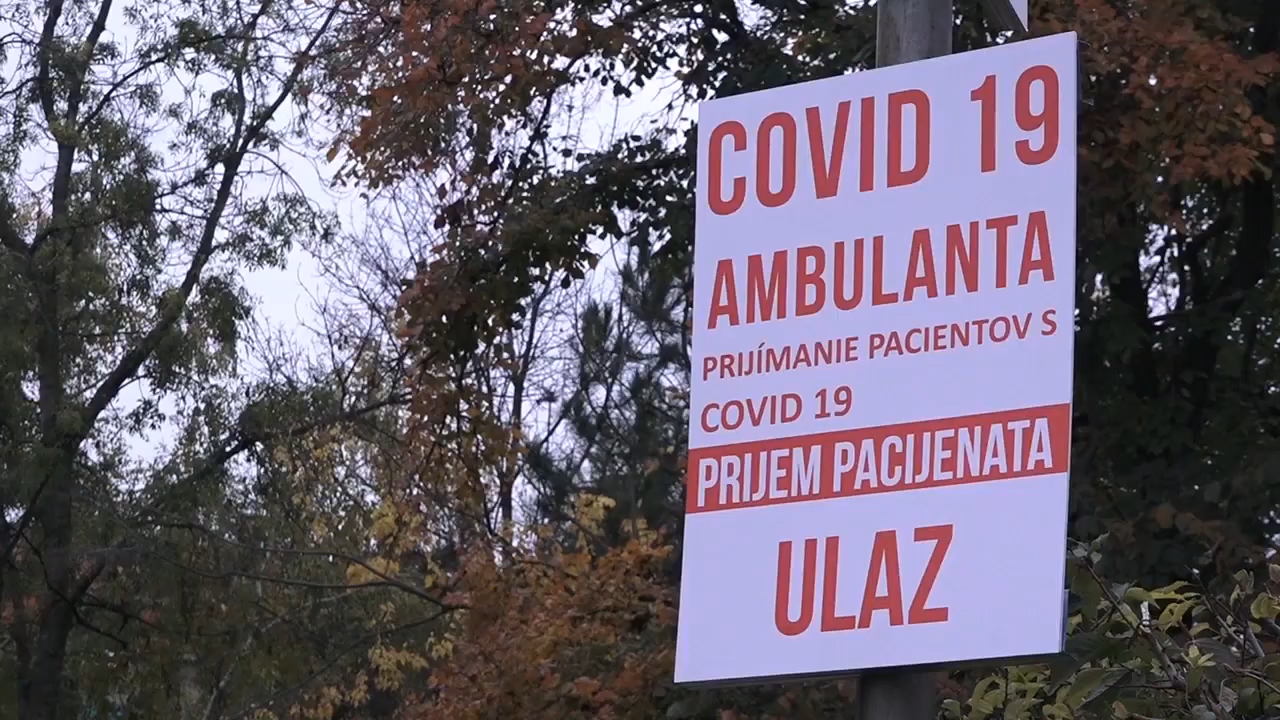 COVID 19
AMBULANTA
PRIJÍMANIE PACIENTOV S
COVID 19
PRIJEM PACIJENATA
ULAZ